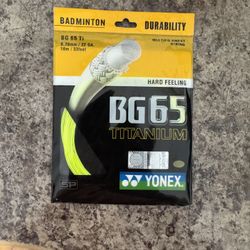 BADMINTON
DURABILITY
BG 65 Ti
0.70mm / 22 GA.
10m / 33feet
HARD FEELING
BG65
TITANIUM
YONEX